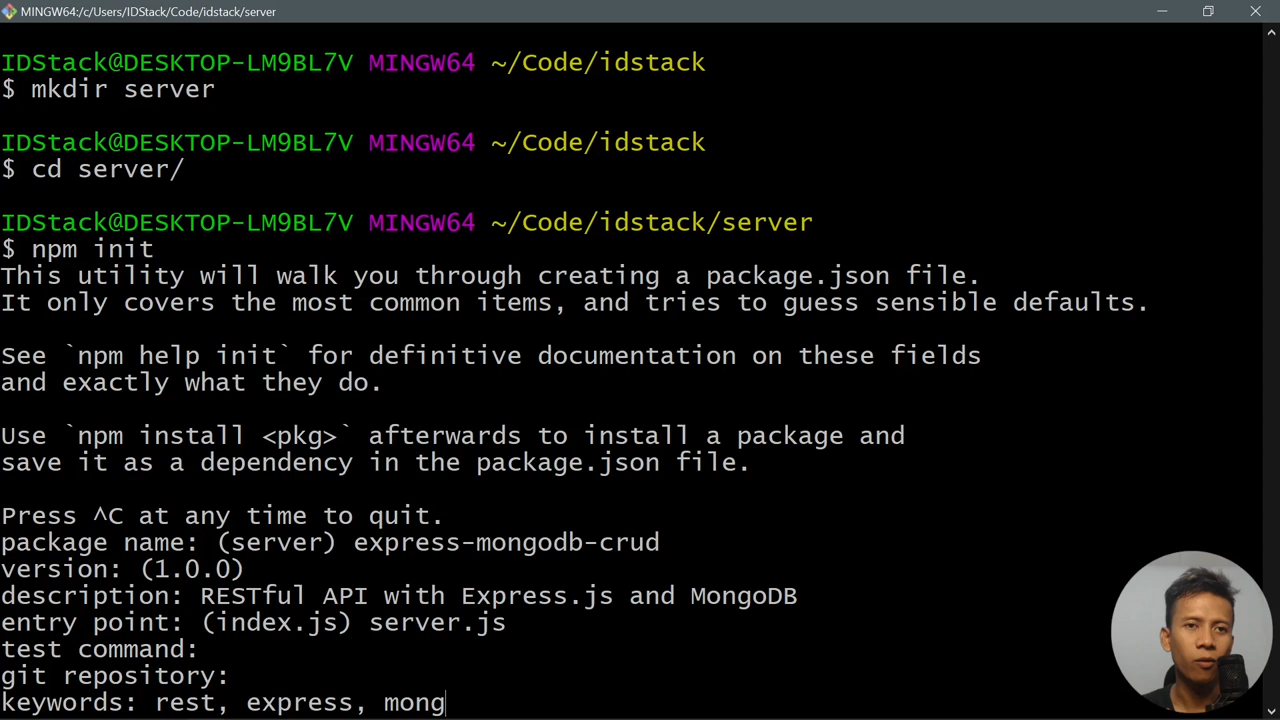 MINGW64:/c/Users/IDStack/Code/idstack/server
IDStack@DESKTOP-LM9BL7V MINGW64 ~/Code/idstack
$ mkdir server
IDStack@DESKTOP-LM9BL7V MINGW64 ~/Code/idstack
$ cd server/
IDStack@DESKTOP-LM9BL7V MINGW64 ~/Code/idstack/server
$ npm init
This utility will walk you through creating a package.json file.
It only covers the most common items, and tries to guess sensible defaults.
See `npm help init` for definitive documentation on these fields
and exactly what they do.
Use `npm install <pkg>` afterwards to install a package and
save it as a dependency in the package.json file.
Press ^C at any time to quit.
package name: (server) express-mongodb-crud
version: (1.0.0)
description: RESTful API with Express.js and MongoDB
entry point: (index.js) server.js
test command:
git repository:
keywords: rest, express, mong